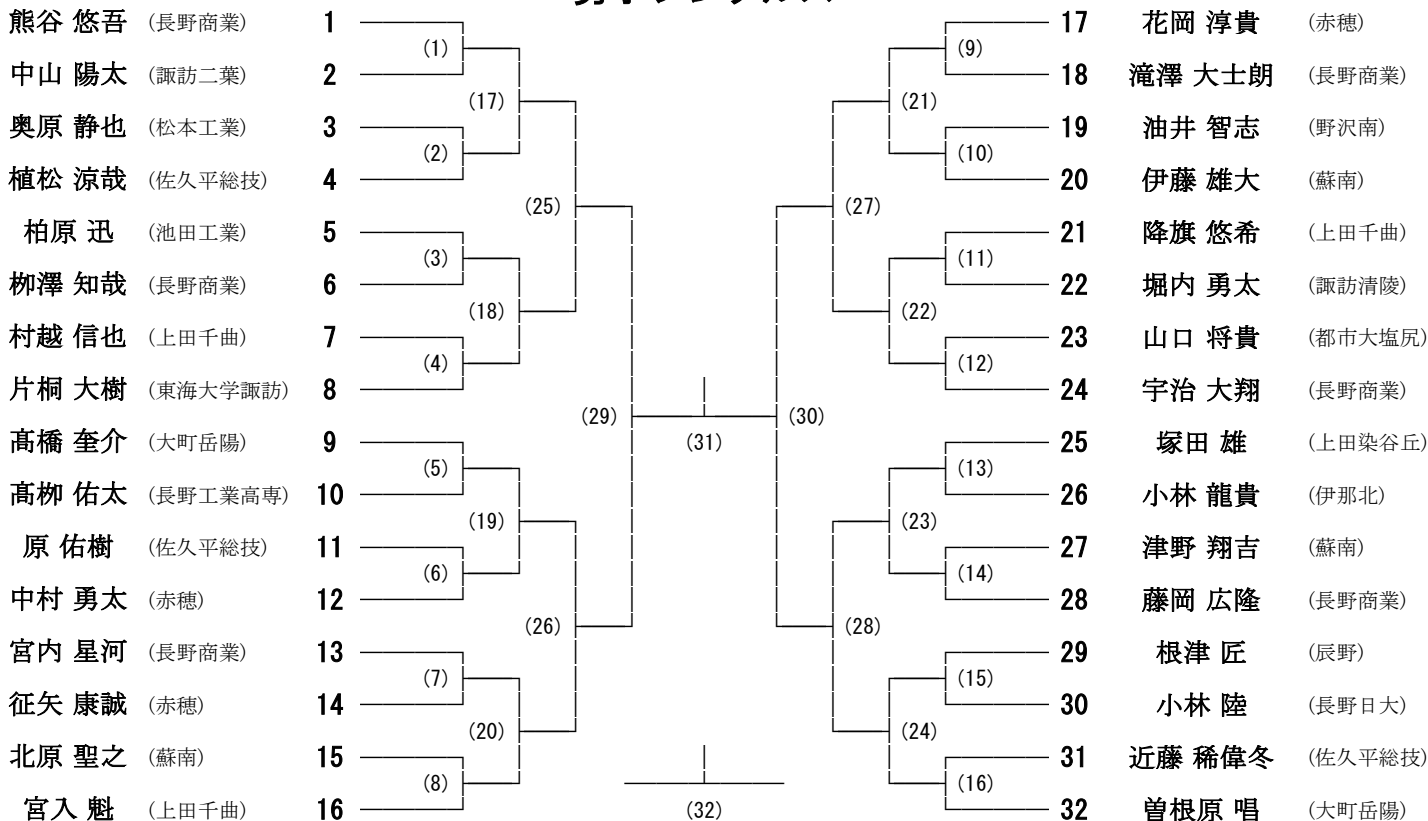 熊谷 悠吾 (長野商業) 1
(1)
中山 陽太 (諏訪二葉) 2
(17)
奥原 静也 (松本工業) 3
(2)
植松 涼哉 (佐久平総技) 4
(25)
柏原 迅 (池田工業) 5
(3)
栁澤 知哉 (長野商業) 6
(18)
村越 信也 (上田千曲) 7
(4)
片桐 大樹 (東海大学諏訪) 8
(29)
髙橋 奎介 (大町岳陽) 9
(5)
髙栁 佑太 (長野工業高専) 10
(19)
原 佑樹 (佐久平総技) 11
(6)
中村 勇太 (赤穂) 12
(26)
宮内 星河 (長野商業) 13
(7)
征矢 康誠 (赤穂) 14
(20)
北原 聖之 (蘇南) 15
(8)
宮入 魁 (上田千曲) 16
(31)
(32)
17 花岡 淳貴 (赤穂)
(9)
18 滝澤 大士朗 (長野商業)
(21)
19 油井 智志 (野沢南)
(10)
20 伊藤 雄大 (蘇南)
(27)
21 降旗 悠希 (上田千曲)
(11)
22 堀内 勇太 (諏訪清陵)
(22)
23 山口 将貴 (都市大塩尻)
(12)
24 宇治 大翔 (長野商業)
(30)
25 塚田 雄 (上田染谷丘)
(13)
26 小林 龍貴 (伊那北)
(23)
27 津野 翔吉 (蘇南)
(14)
28 藤岡 広隆 (長野商業)
(28)
29 根津 匠 (辰野)
(15)
30 小林 陸 (長野日大)
(24)
31 近藤 稀偉冬 (佐久平総技)
(16)
32 曽根原 唱 (大町岳陽)